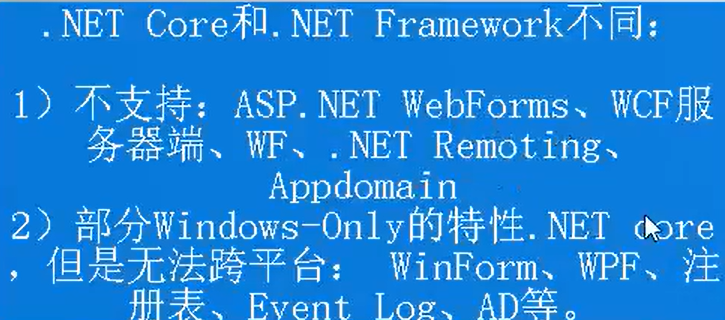 .NET Core和.NET Framework不同：
1）不支持：ASP.NET WebForms、WCF服
务器端、WF、.NET Remoting、
Appdomain
2）部分Windows-Only的特性.NET core
，但是无法跨平台： WinForm、WPF、注
册表、Event Log、AD等。